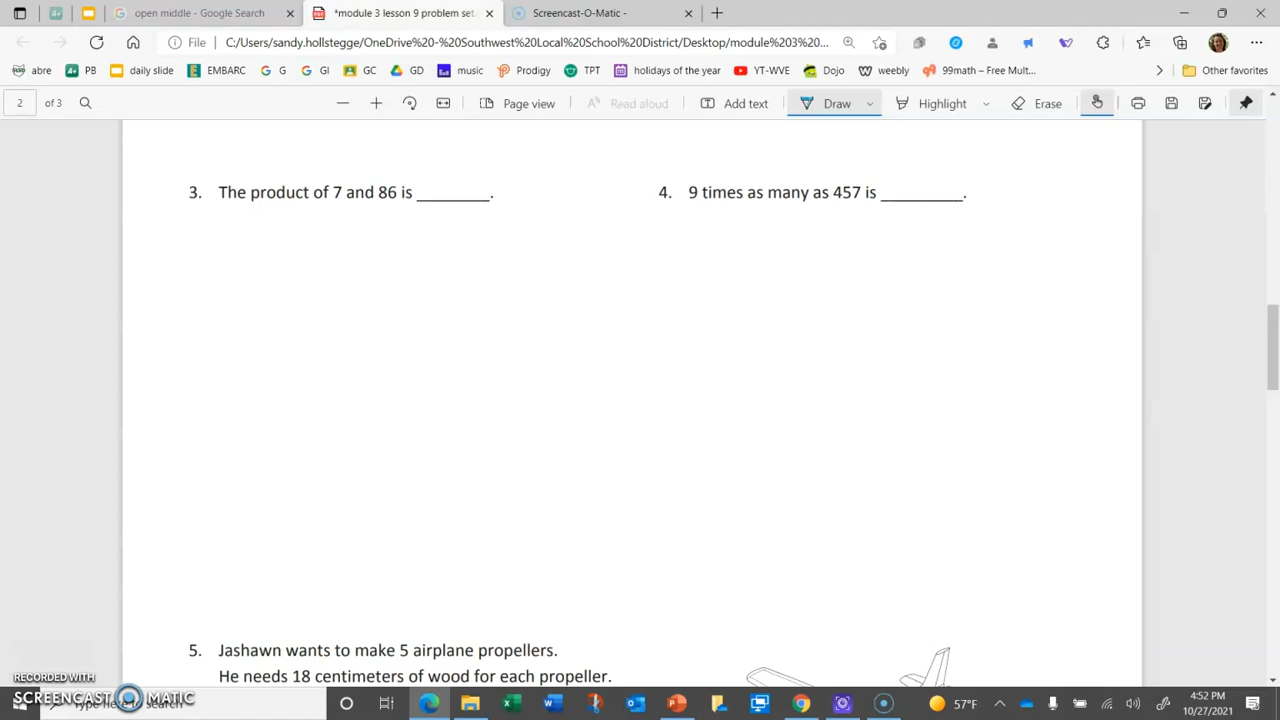 open middle - Google Search
*module 3 lesson 9 problem set.
Screencast-O-Matic -
File
C:/Users/sandy.hollstegge/OneDrive%20-%20Southwest%20Local%20School%20District/Desktop/module%203%20...
abre
PB
daily slide
EMBARC
G
GI
GC
GD
music
Prodigy
TPT
holidays of the year
YT-WVE
Dojo
weebly
99math – Free Mult...
Other favorites
2 of 3
Page view
Read aloud
Add text
Draw
Highlight
Erase
3. The product of 7 and 86 is ________.
4. 9 times as many as 457 is _________.
5. Jashawn wants to make 5 airplane propellers.
He needs 18 centimeters of wood for each propeller.
RECORDED WITH
SCREENCAST-O-MATIC
Type here to search
57°F
4:52 PM
10/27/2021